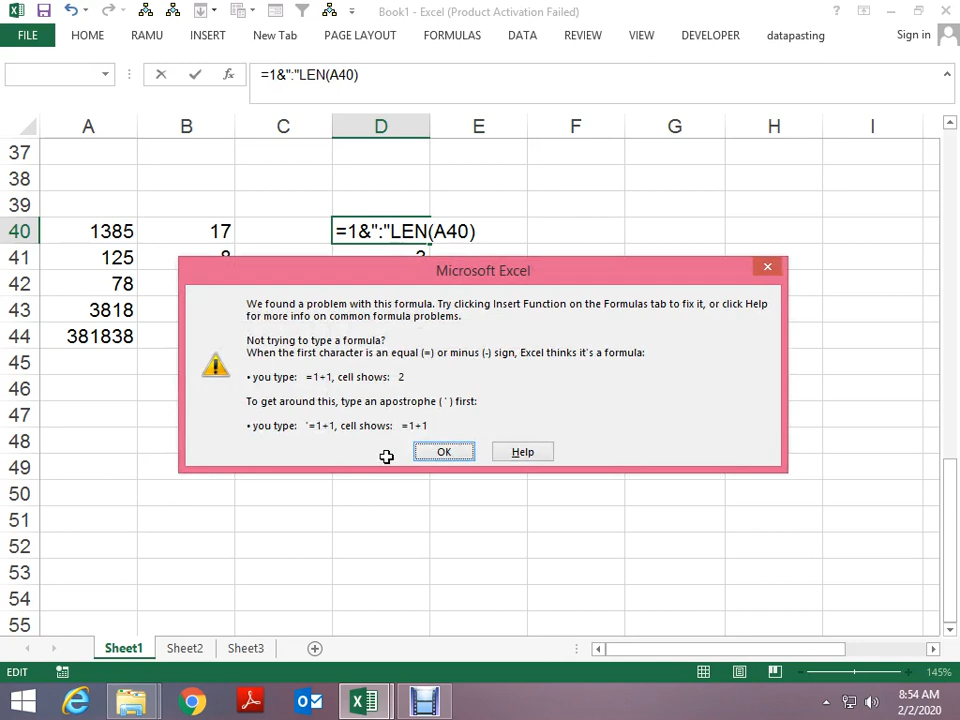 Book1 - Excel (Product Activation Failed)
FILE HOME RAMU INSERT New Tab PAGE LAYOUT FORMULAS DATA REVIEW VIEW DEVELOPER datapasting Sign in
fx =1&":"LEN(A40)
A B C D E F G H I
37
38
39
40 1385 17 =1&":"LEN(A40)
41 125 8 3
42 78
43 3818
44 381838
45
46
47
48
49
50
51
52
53
54
55
Microsoft Excel
We found a problem with this formula. Try clicking Insert Function on the Formulas tab to fix it, or click Help
for more info on common formula problems.
Not trying to type a formula?
When the first character is an equal (=) or minus (-) sign, Excel thinks it's a formula:
• you type: =1+1, cell shows: 2
To get around this, type an apostrophe ( ' ) first:
• you type: '=1+1, cell shows: =1+1
OK Help
Sheet1 Sheet2 Sheet3
EDIT 145%
8:54 AM
2/2/2020